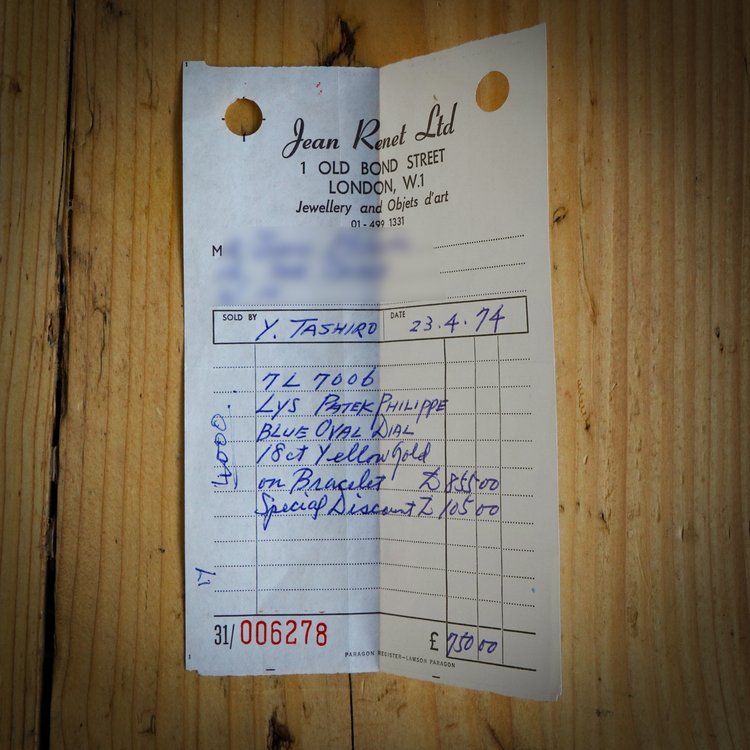 Jean Renet Ltd
1 OLD BOND STREET
LONDON, W.1
Jewellery and Objets d'art
01-499 1331
M
SOLD BY Y. TASHIRO DATE 23.4.74
7L 7006
LYS PATEK PHILIPPE
BLUE OVAL DIAL
18ct Yellow Gold
on Bracelet £ 855 00
Special Discount £ 105 00
4000.
31/ 006278
£ 750 00
PARAGON REGISTER—LAMSON PARAGON